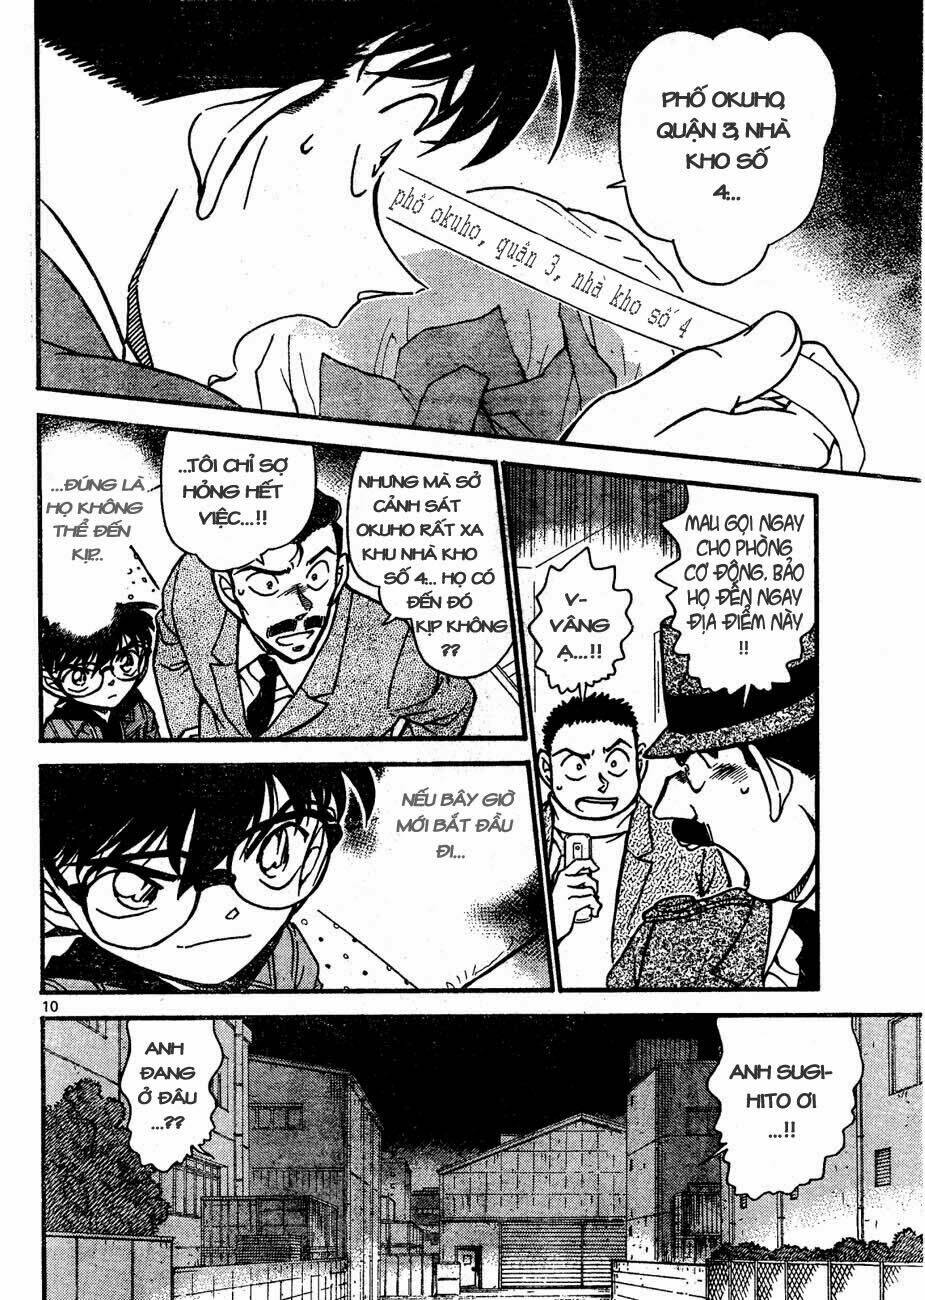 PHỐ OKUHO,
QUẬN 3, NHÀ
KHO SỐ
4...
phố okuho, quận 3, nhà kho số 4
MAU GỌI NGAY
CHO PHÒNG
CƠ ĐỘNG. BẢO
HỌ ĐẾN NGAY
ĐỊA ĐIỂM NÀY
!!
V-
VÂNG
Ạ...!!
NHƯNG MÀ SỞ
CẢNH SÁT
OKUHO RẤT XA
KHU NHÀ KHO
SỐ 4... HỌ CÓ
ĐẾN ĐÓ
KỊP KHÔNG
??
...TÔI CHỈ SỢ
HỎNG HẾT
VIỆC...!!
...ĐÚNG LÀ
HỌ KHÔNG
THỂ ĐẾN
KỊP..
NẾU BÂY GIỜ
MỚI BẮT ĐẦU
ĐI...
10
ANH SUGI-
HITO ƠI
...!!
ANH
ĐANG
Ở ĐÂU
...??